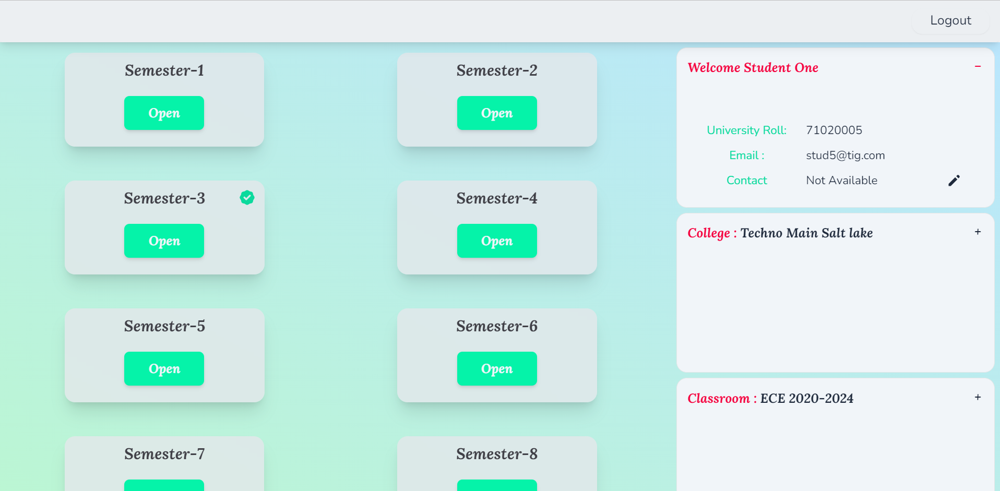 Logout
Semester-1
Open
Semester-2
Open
Semester-3
Open
Semester-4
Open
Semester-5
Open
Semester-6
Open
Semester-7
Semester-8
Welcome Student One
−
University Roll: 71020005
Email : stud5@tig.com
Contact Not Available
College : Techno Main Salt lake
+
Classroom : ECE 2020-2024
+